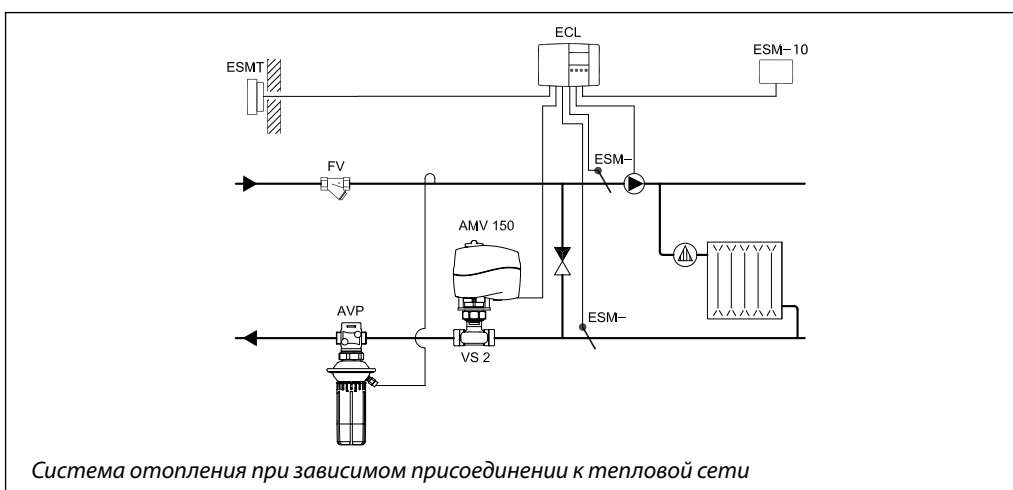 ECL
ESM-10
ESMT
ESM-
FV
AMV 150
AVP
ESM-
VS 2
Система отопления при зависимом присоединении к тепловой сети